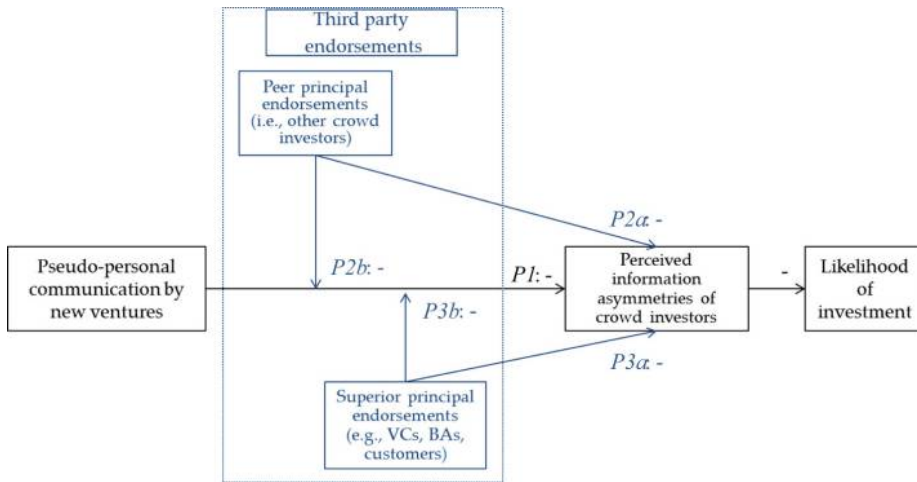 Third party
endorsements
Peer principal
endorsements
(i.e., other crowd
investors)
P2a: -
Pseudo-personal
communication by
new ventures
P2b: -
P1: -
Perceived
information
asymmetries of
crowd investors
-
Likelihood
of
investment
P3b: -
P3a: -
Superior principal
endorsements
(e.g., VCs, BAs,
customers)